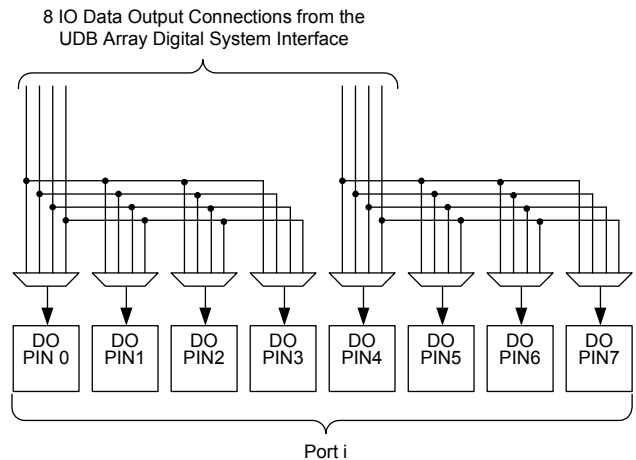 8 IO Data Output Connections from the
UDB Array Digital System Interface
DO
PIN 0
DO
PIN1
DO
PIN2
DO
PIN3
DO
PIN4
DO
PIN5
DO
PIN6
DO
PIN7
Port i